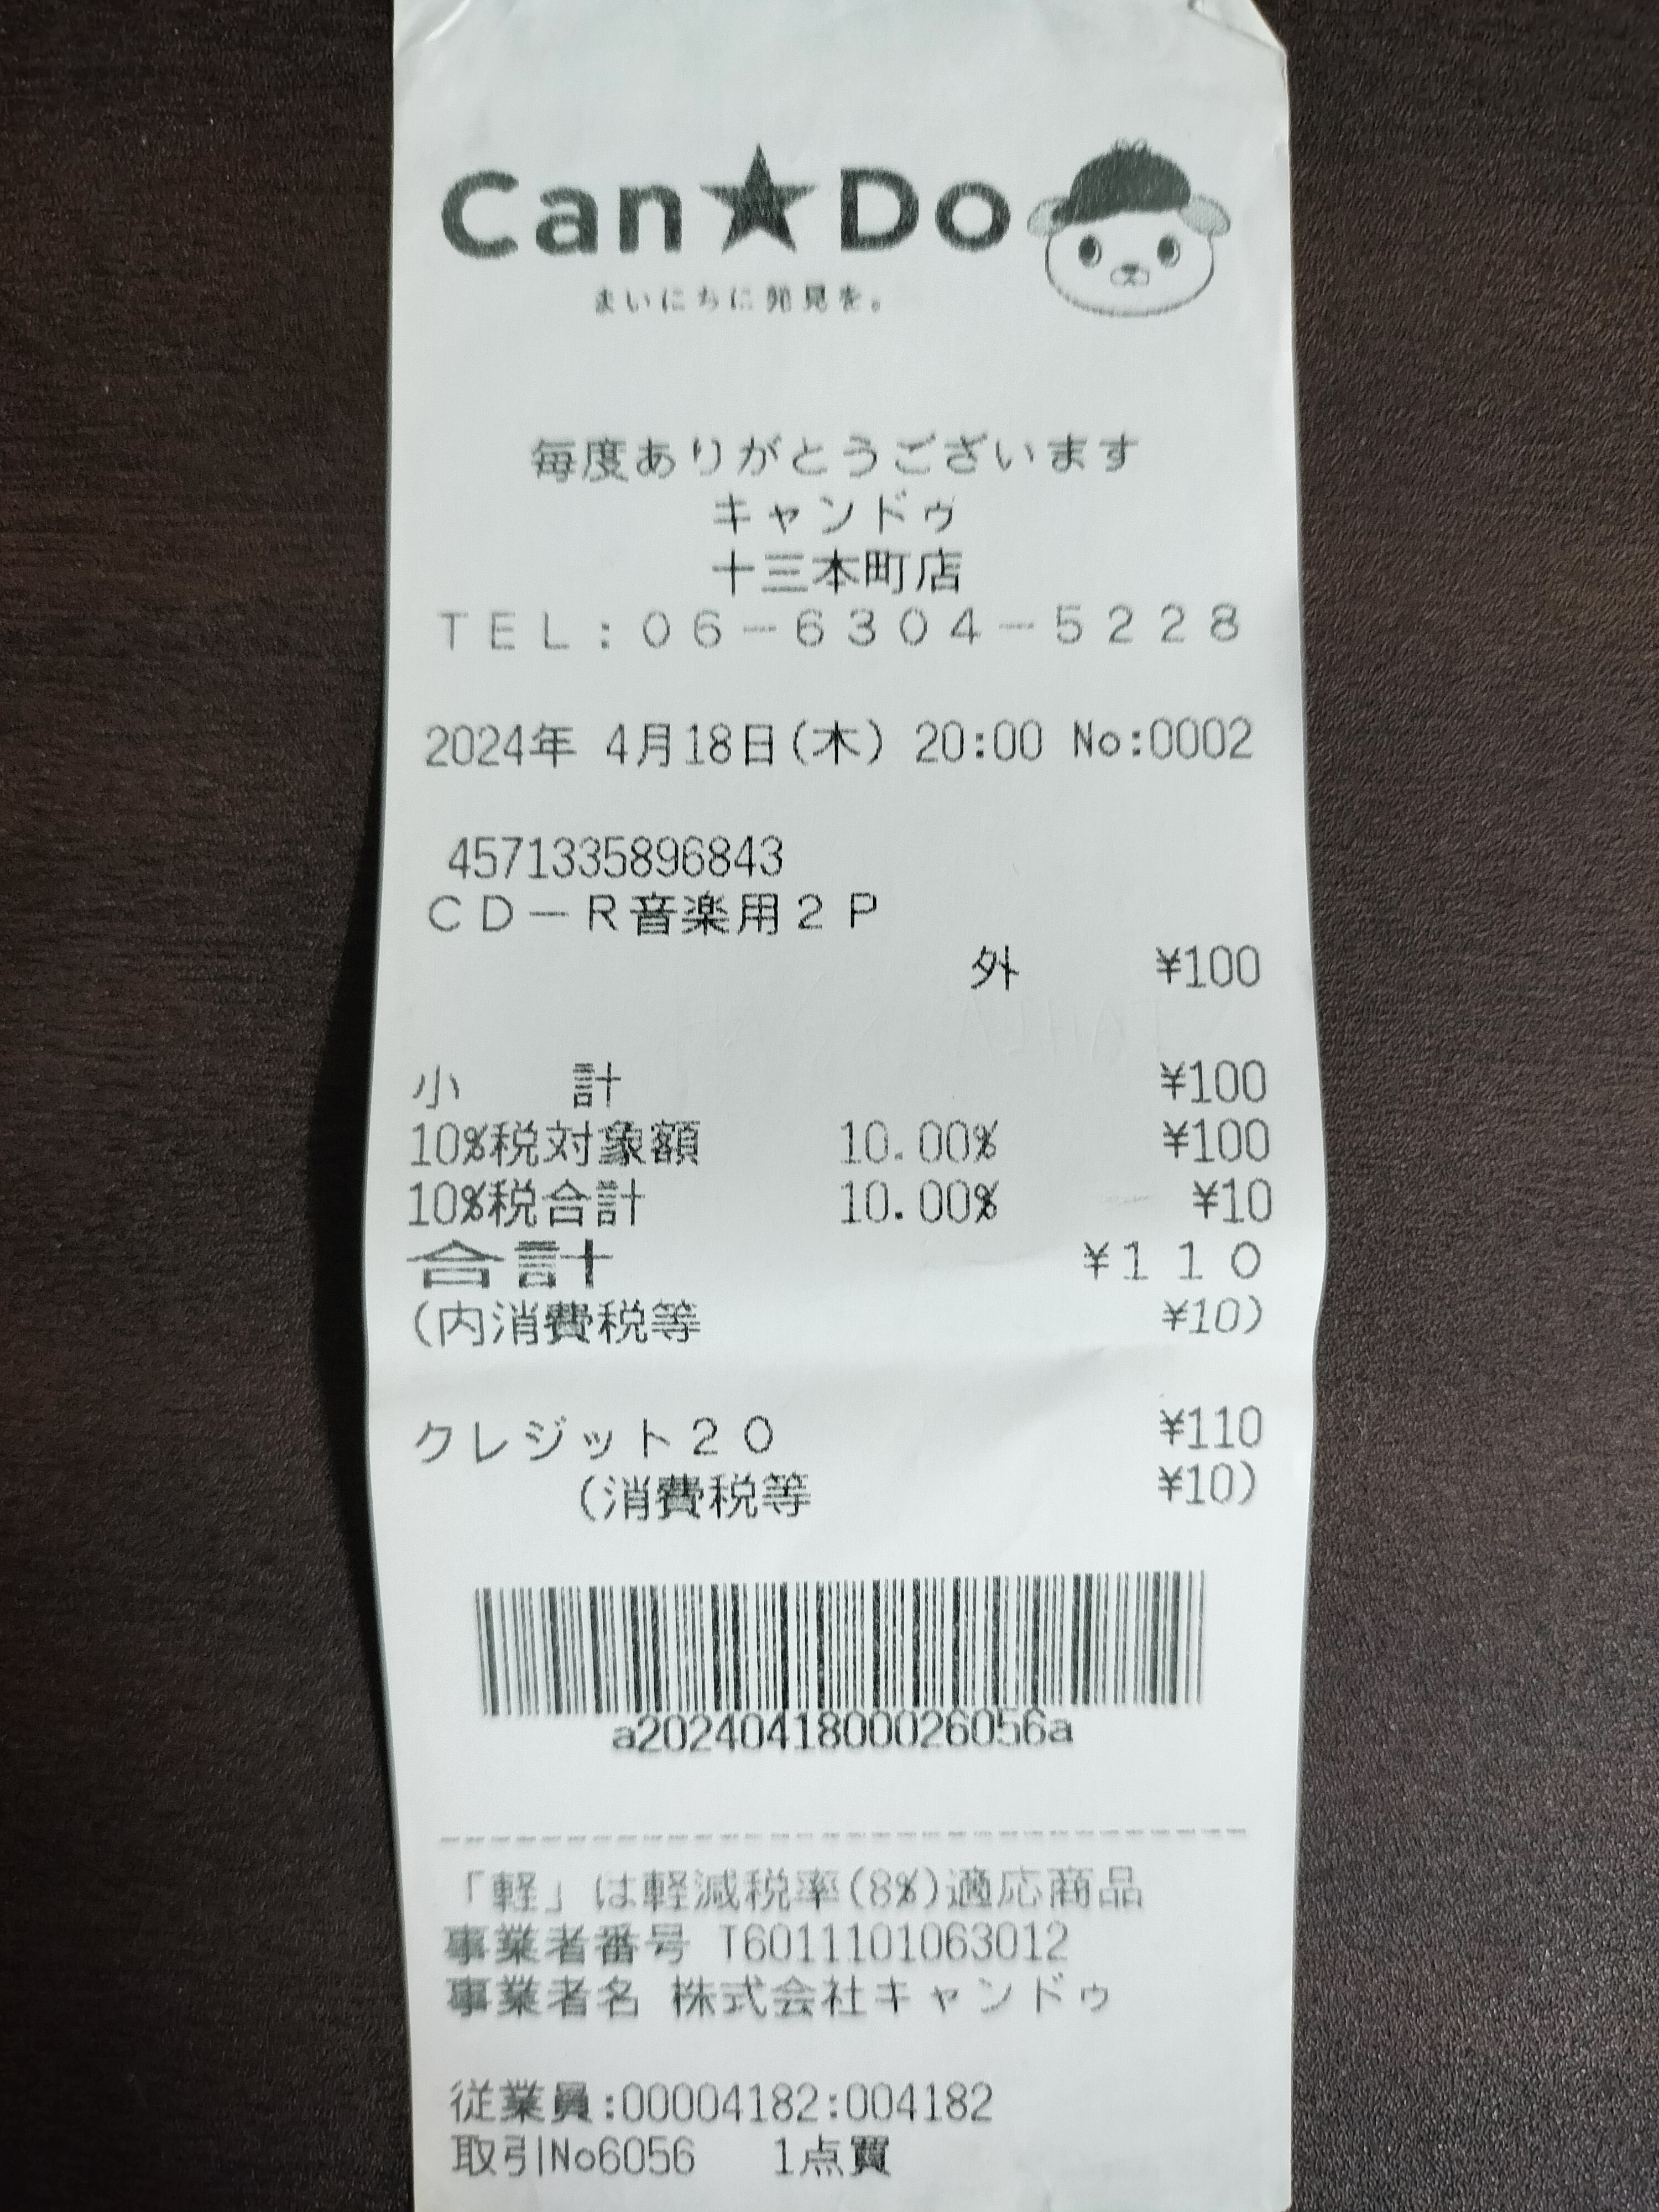 Can★Do
まいにちに発見を。
毎度ありがとうございます
キャンドゥ
十三本町店
TEL:06-6304-5228
2024年 4月18日(木) 20:00 No:0002
4571335896843
CD-R音楽用2P
外 ¥100
小 計 ¥100
10%税対象額 10.00% ¥100
10%税合計 10.00% ¥10
合計 ¥110
(内消費税等 ¥10)
クレジット20 ¥110
(消費税等 ¥10)
a2024041800026056a
「軽」は軽減税率(8%)適応商品
事業者番号 T6011101063012
事業者名 株式会社キャンドゥ
従業員:00004182:004182
取引No6056 1点買